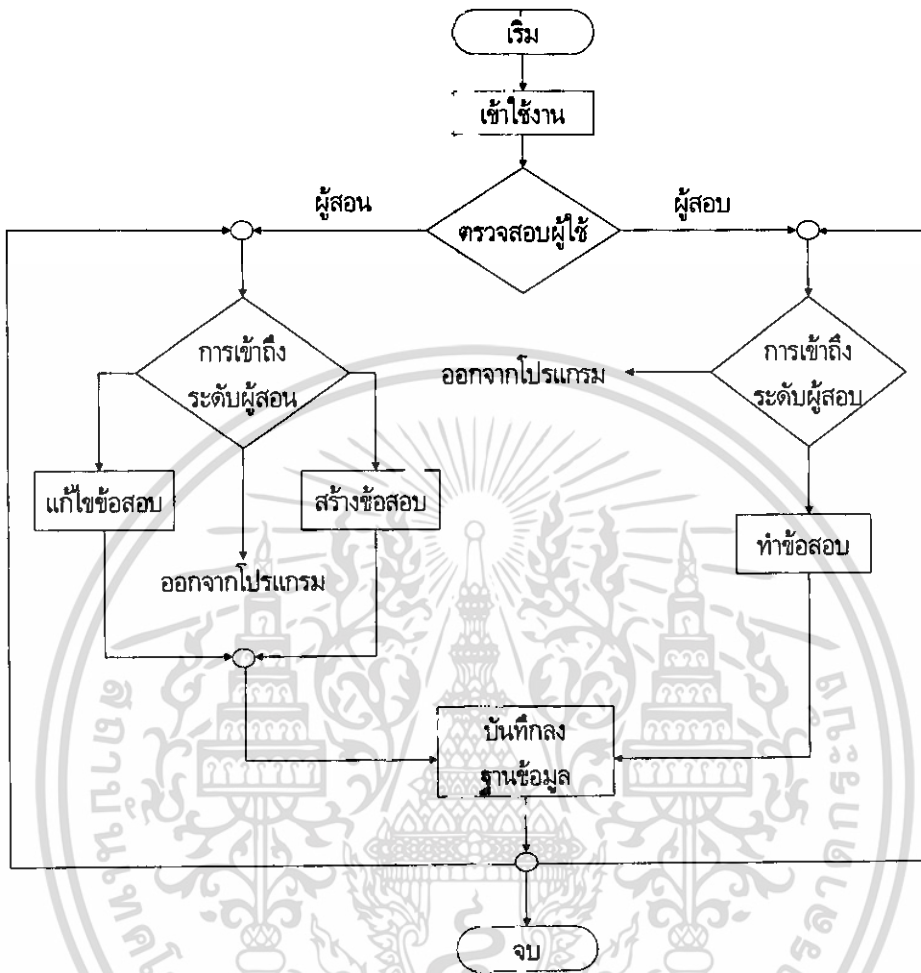 เริ่ม
เข้าใช้งาน
ผู้สอน
ผู้สอบ
ตรวจสอบผู้ใช้
การเข้าถึง
ระดับผู้สอน
ออกจากโปรแกรม
การเข้าถึง
ระดับผู้สอบ
แก้ไขข้อสอบ
สร้างข้อสอบ
ทำข้อสอบ
ออกจากโปรแกรม
บันทึกลง
ฐานข้อมูล
จบ